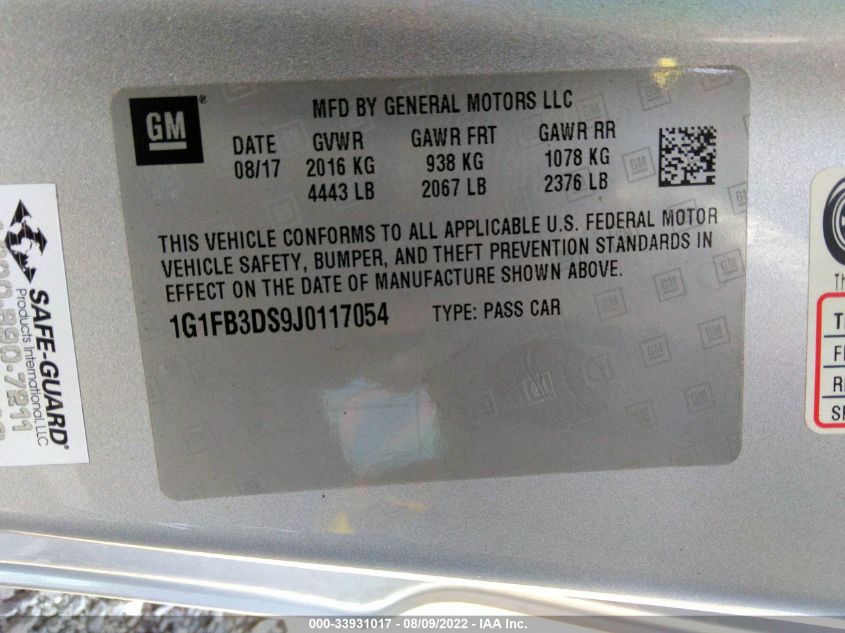 GM
MFD BY GENERAL MOTORS LLC
DATE GVWR GAWR FRT GAWR RR
08/17 2016 KG 938 KG 1078 KG
4443 LB 2067 LB 2376 LB
THIS VEHICLE CONFORMS TO ALL APPLICABLE U.S. FEDERAL MOTOR
VEHICLE SAFETY, BUMPER, AND THEFT PREVENTION STANDARDS IN
EFFECT ON THE DATE OF MANUFACTURE SHOWN ABOVE.
1G1FB3DS9J0117054 TYPE: PASS CAR
SAFE-GUARD®
Products International, LLC
000-33931017 - 08/09/2022 - IAA Inc.